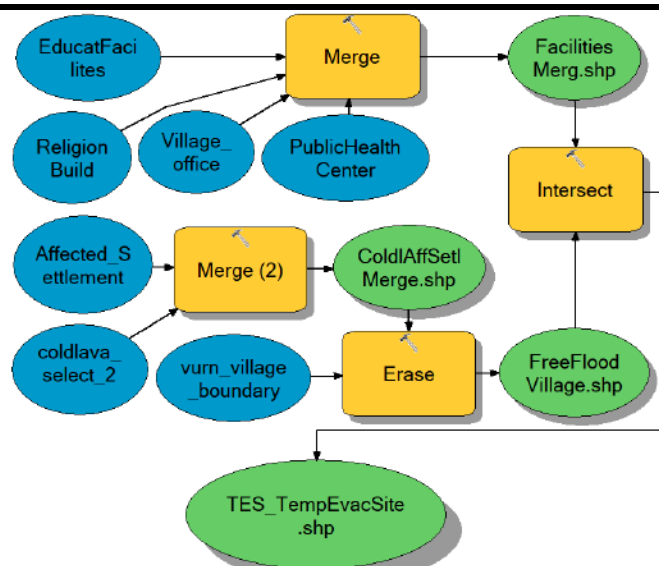 EducatFaci
lites
Merge
Facilities
Merg.shp
Religion
Build
Village_
office
PublicHealth
Center
Intersect
Affected_S
ettlement
Merge (2)
ColdlAffSetl
Merge.shp
coldlava_
select_2
vurn_village
_boundary
Erase
FreeFlood
Village.shp
TES_TempEvacSite
.shp